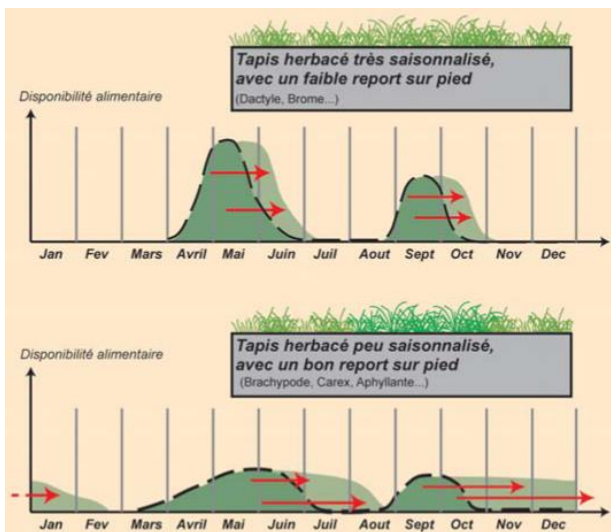 Tapis herbacé très saisonnalisé,
avec un faible report sur pied
(Dactyle, Brome...)
Disponibilité alimentaire
Jan Fev Mars Avril Mai Juin Juil Aout Sept Oct Nov Dec
Tapis herbacé peu saisonnalisé,
avec un bon report sur pied
(Brachypode, Carex, Aphyllante...)
Disponibilité alimentaire
Jan Fev Mars Avril Mai Juin Juil Aout Sept Oct Nov Dec